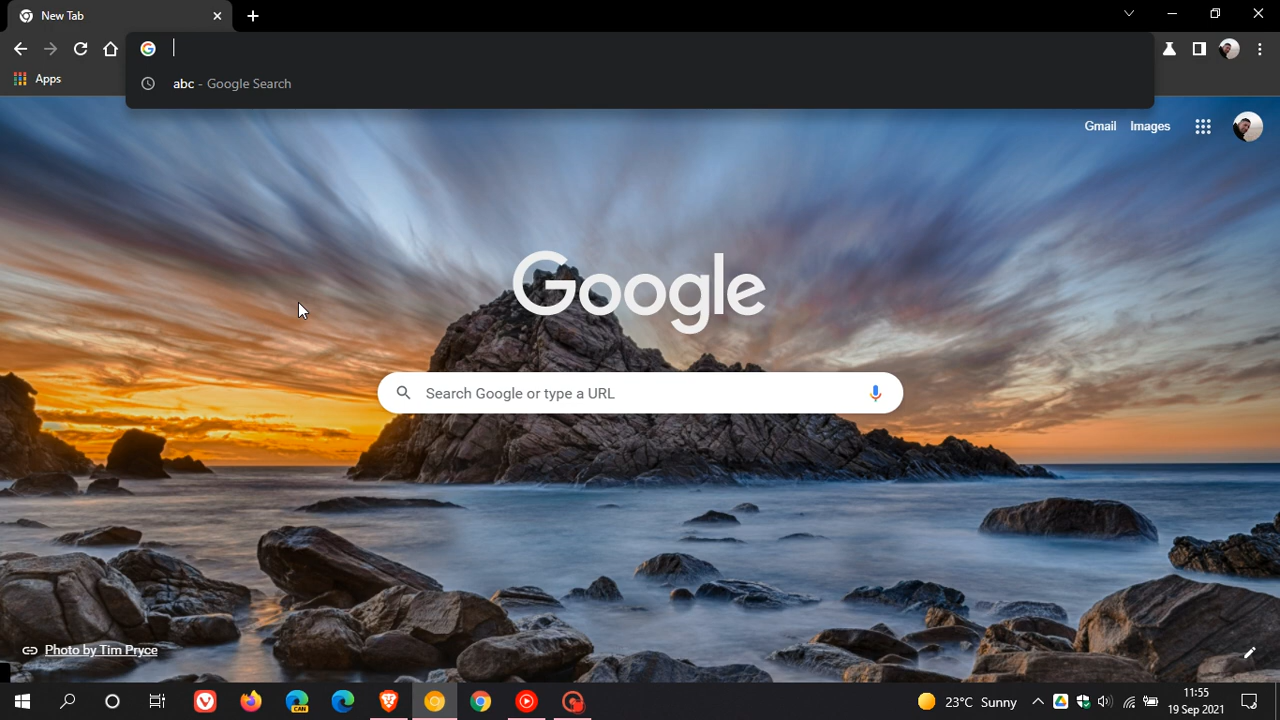 New Tab
abc - Google Search
Apps
Gmail Images
Google
Search Google or type a URL
Photo by Tim Pryce
CAN
23°C Sunny
11:55
19 Sep 2021